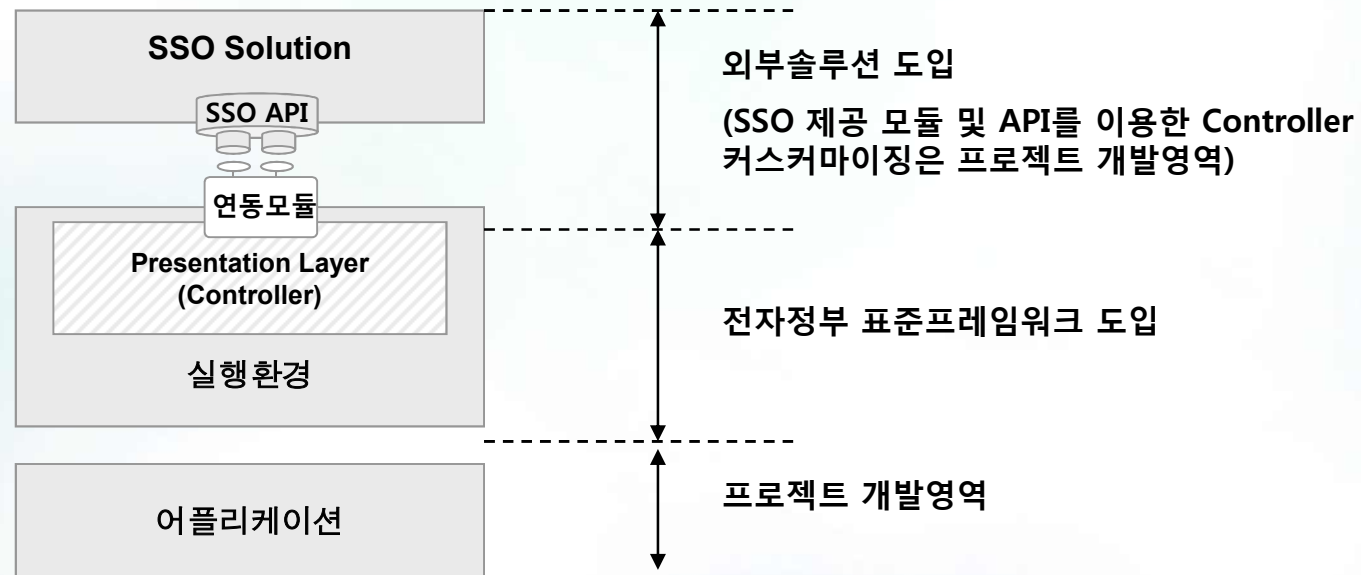 SSO Solution
SSO API
연동모듈
Presentation Layer
(Controller)
실행환경
어플리케이션
외부솔루션 도입
(SSO 제공 모듈 및 API를 이용한 Controller
커스커마이징은 프로젝트 개발영역)
전자정부 표준프레임워크 도입
프로젝트 개발영역